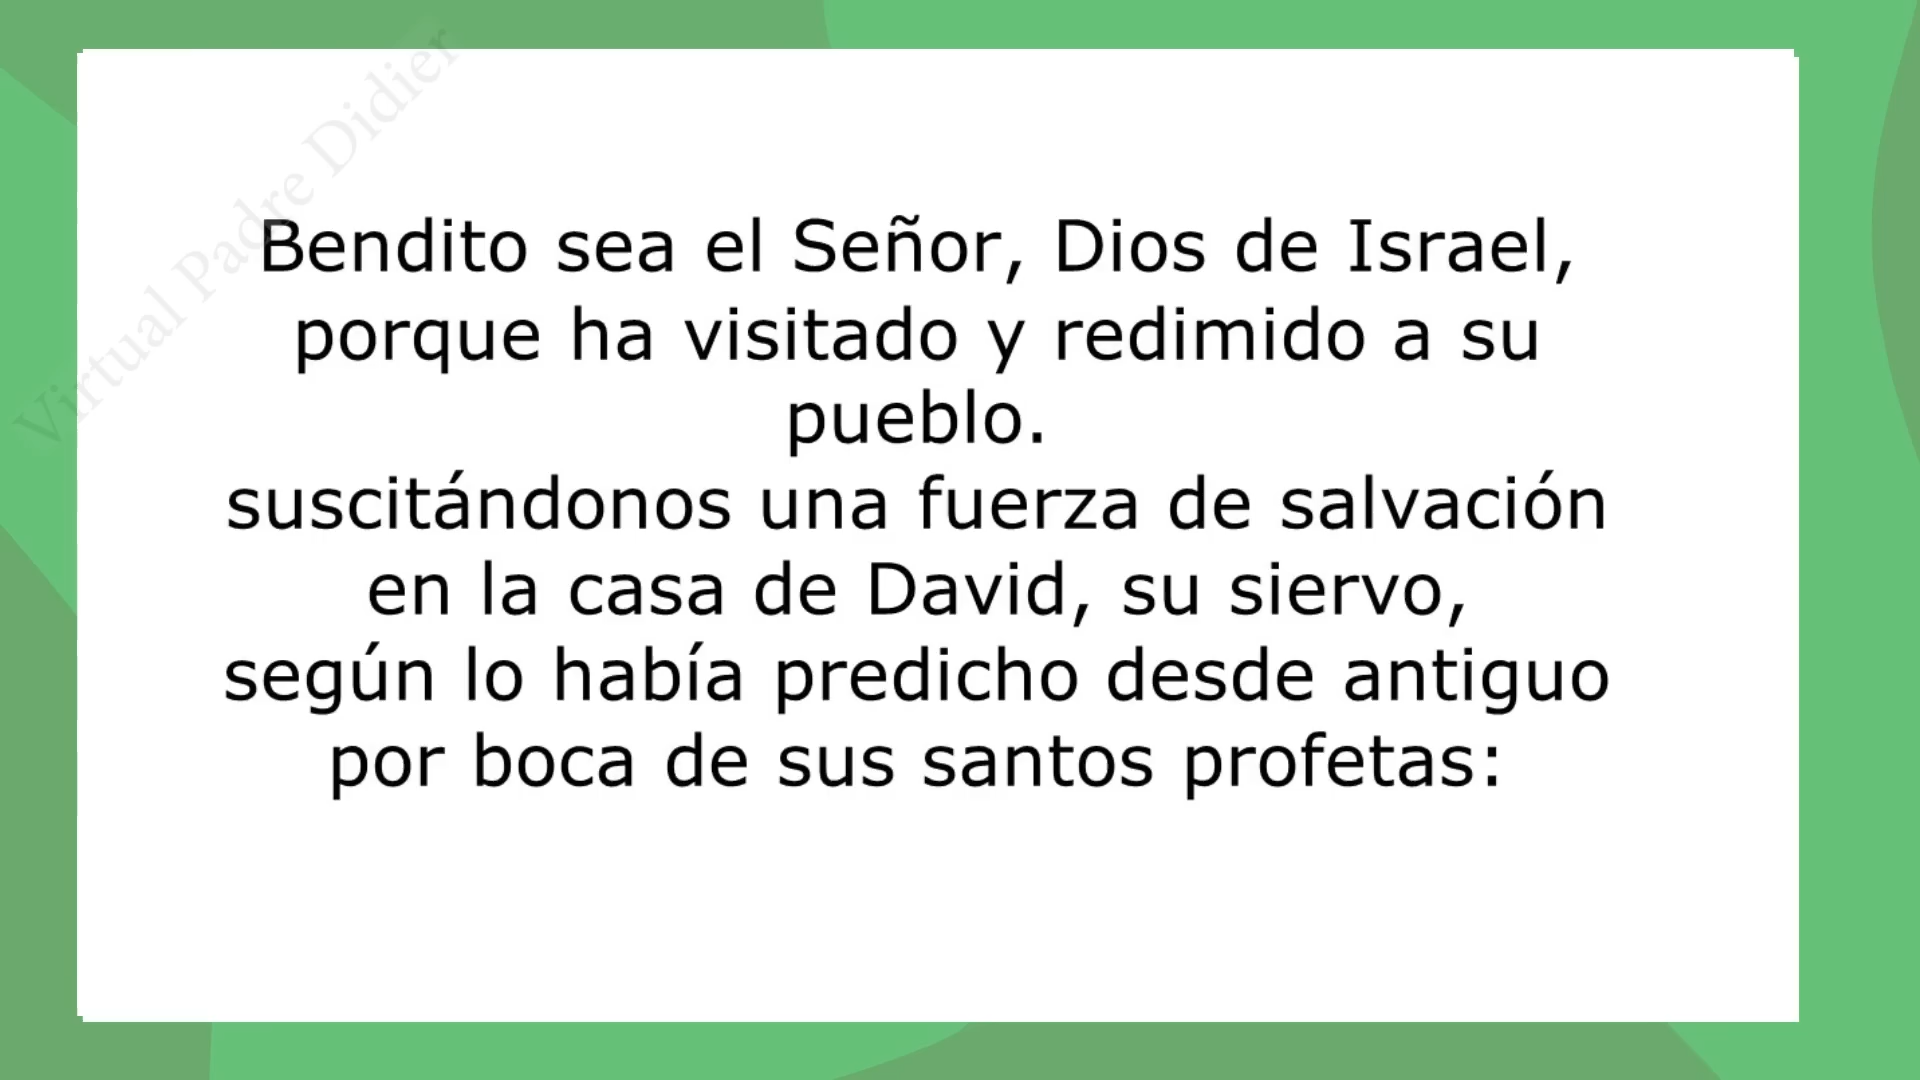 Virtual Padre Didier
Bendito sea el Señor, Dios de Israel,
porque ha visitado y redimido a su
pueblo.
suscitándonos una fuerza de salvación
en la casa de David, su siervo,
según lo había predicho desde antiguo
por boca de sus santos profetas: